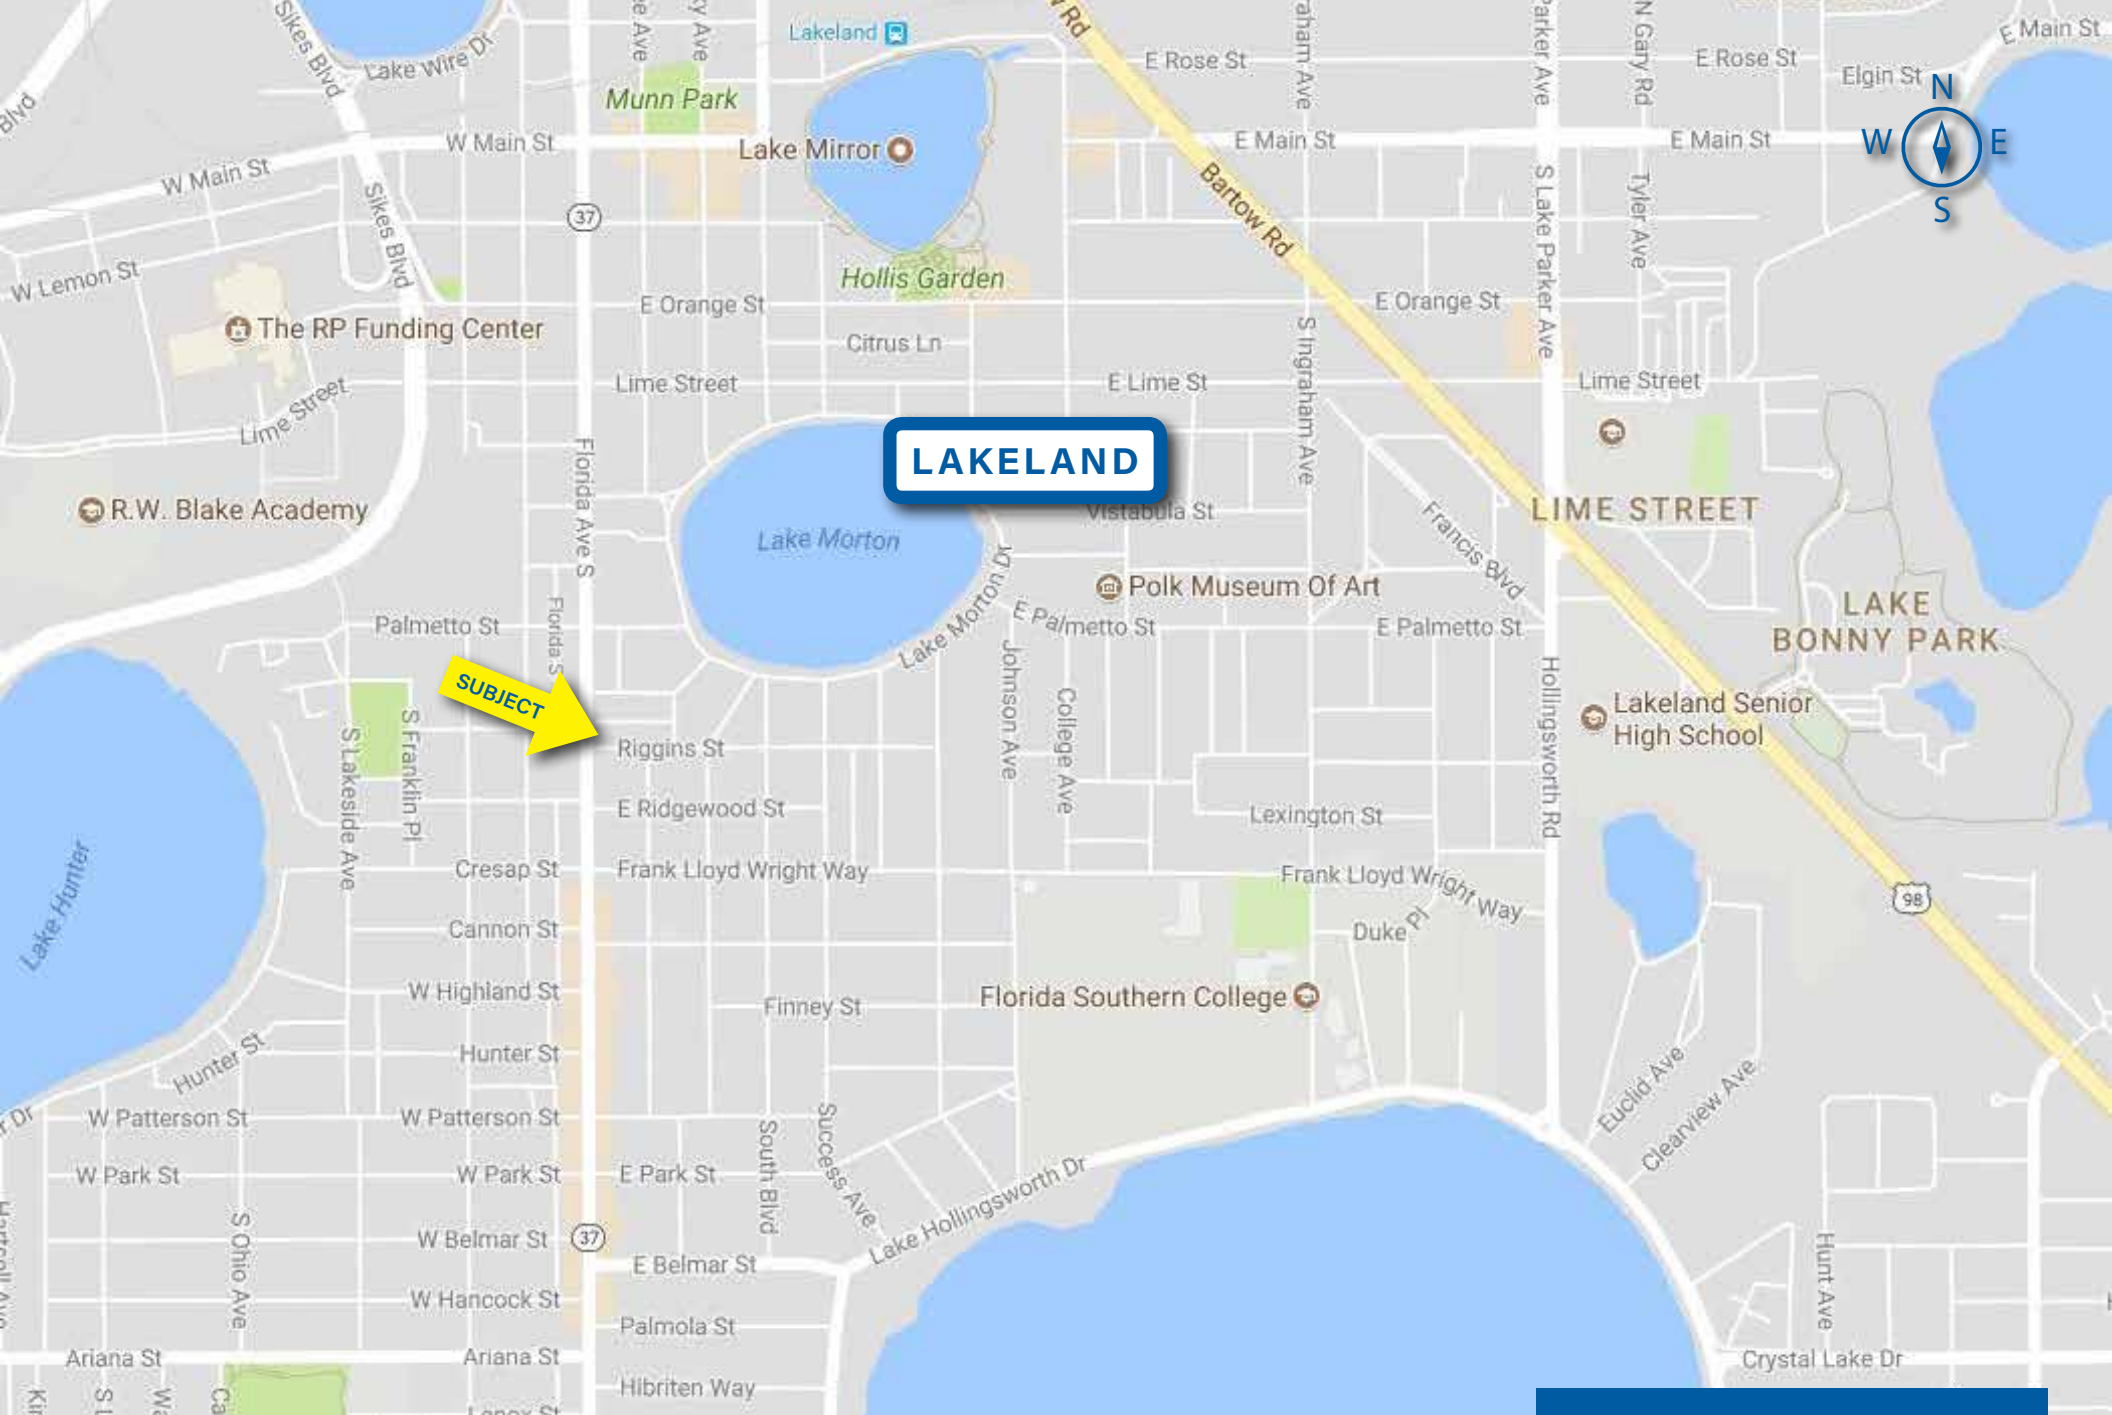 Sikes Blvd
Lake Wire Dr
Lakeland
E Rose St
E Rose St
E Main St
Elgin St
N
W
E
S
Blvd
Munn Park
Parker Ave
N Gary Rd
W Main St
Lake Mirror
E Main St
E Main St
W Main St
Sikes Blvd
37
Bartow Rd
S Lake Parker Ave
Tyler Ave
W Lemon St
Hollis Garden
E Orange St
E Orange St
The RP Funding Center
Citrus Ln
S Ingraham Ave
Lime Street
Lime Street
E Lime St
Lime Street
Florida Ave S
LAKELAND
R.W. Blake Academy
Vistabula St
LIME STREET
Lake Morton
Francis Blvd
Polk Museum Of Art
Lake Morton Dr
LAKE
BONNY PARK
Palmetto St
Florida S
E Palmetto St
E Palmetto St
SUBJECT
Johnson Ave
College Ave
Hollingsworth Rd
Lakeland Senior
High School
S Lakeside Ave
S Franklin Pl
Riggins St
E Ridgewood St
Lexington St
Lake Hunter
Cresap St
Frank Lloyd Wright Way
Frank Lloyd Wright Way
98
Cannon St
Duke Pl
W Highland St
Finney St
Florida Southern College
Hunter St
Hunter St
Euclid Ave
Clearview Ave
Dr
W Patterson St
W Patterson St
South Blvd
Success Ave
W Park St
W Park St
E Park St
Lake Hollingsworth Dr
S Ohio Ave
W Belmar St
37
E Belmar St
Hunt Ave
W Hancock St
Palmola St
Ariana St
Ariana St
Crystal Lake Dr
Hibriten Way